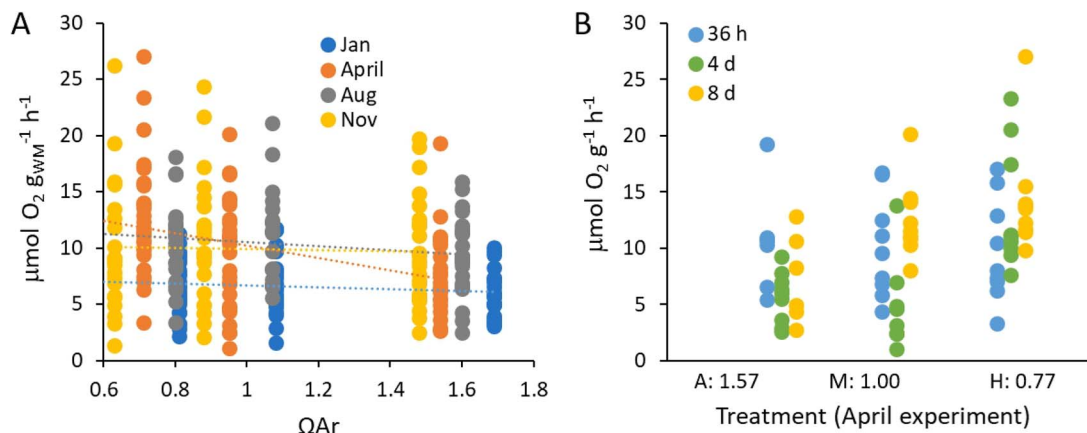 A
μmol O₂ g_WM⁻¹ h⁻¹
30
25
20
15
10
5
0
Jan
April
Aug
Nov
0.6 0.8 1 1.2 1.4 1.6 1.8
ΩAr
B
μmol O₂ g⁻¹ h⁻¹
30
25
20
15
10
5
0
36 h
4 d
8 d
A: 1.57 M: 1.00 H: 0.77
Treatment (April experiment)